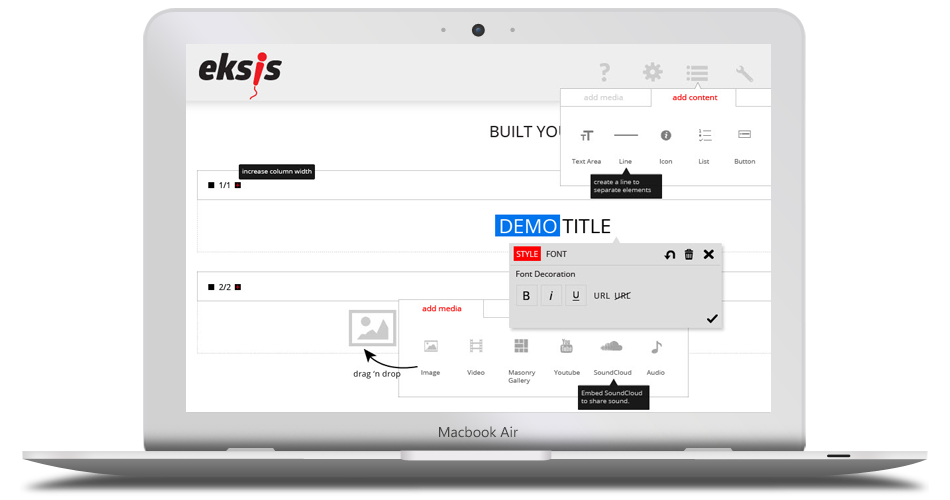 eksis
?
add media
add content
BUILT YOU
Text Area
Line
Icon
List
Button
increase column width
create a line to
separate elements
1/1
DEMO TITLE
STYLE
FONT
Font Decoration
B
i
U
URL
URL
2/2
add media
drag 'n drop
Image
Video
Masonry
Gallery
Youtube
SoundCloud
Audio
Embed SoundCloud
to share sound.
Macbook Air